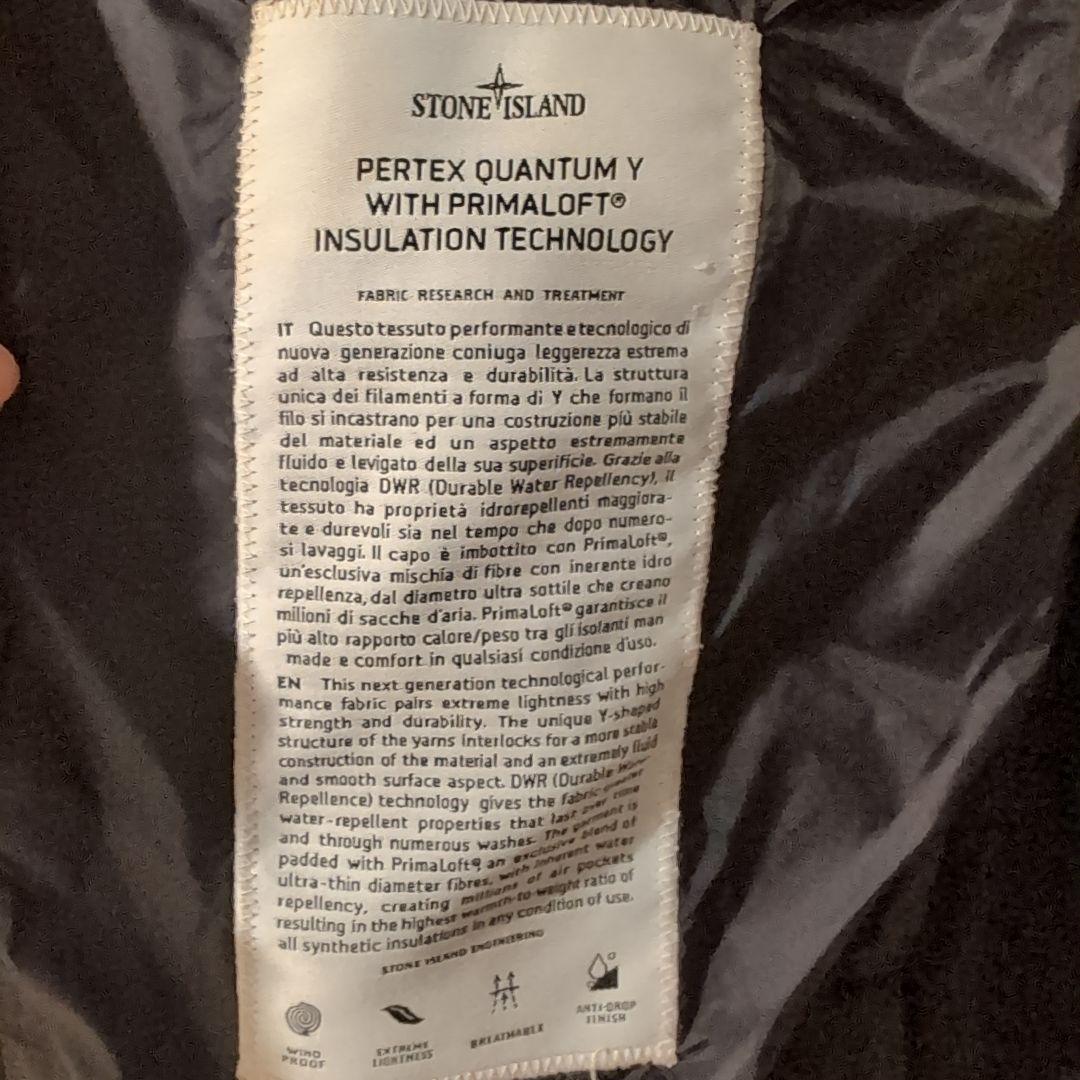 STONE ISLAND
PERTEX QUANTUM Y
WITH PRIMALOFT®
INSULATION TECHNOLOGY
FABRIC RESEARCH AND TREATMENT
IT Questo tessuto performante e tecnologico di
nuova generazione coniuga leggerezza estrema
ad alta resistenza e durabilità. La struttura
unica dei filamenti a forma di Y che formano il
filo si incastrano per una costruzione più stabile
del materiale ed un aspetto estremamente
fluido e levigato della sua superificie. Grazie alla
tecnologia DWR (Durable Water Repellency), il
tessuto ha proprietà idrorepellenti maggiora-
te e durevoli sia nel tempo che dopo numero-
si lavaggi. Il capo è imbottito con PrimaLoft®,
un'esclusiva mischia di fibre con inerente idro
repellenza, dal diametro ultra sottile che creano
milioni di sacche d'aria. PrimaLoft® garantisce il
più alto rapporto calore/peso tra gli isolanti man
made e comfort in qualsiasi condizione d'uso.
EN This next generation technological perfor-
mance fabric pairs extreme lightness with high
strength and durability. The unique Y-shaped
structure of the yarns interlocks for a more stable
construction of the material and an extremely fluid
and smooth surface aspect. DWR (Durable Water
Repellence) technology gives the fabric greater
water-repellent properties that last over time
and through numerous washes. The garment is
padded with PrimaLoft®, an exclusive blend of
ultra-thin diameter fibres, with inherent water
repellency, creating millions of air pockets
resulting in the highest warmth-to-weight ratio of
all synthetic insulations in any condition of use.
STONE ISLAND ENGINEERING
WIND
PROOF
EXTREME
LIGHTNESS
BREATHABLE
ANTI-DROP
FINISH